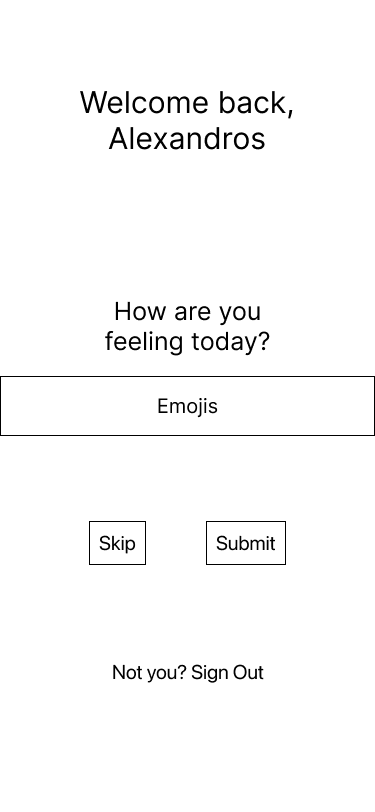 Welcome back,
Alexandros
How are you
feeling today?
Emojis
Skip
Submit
Not you? Sign Out